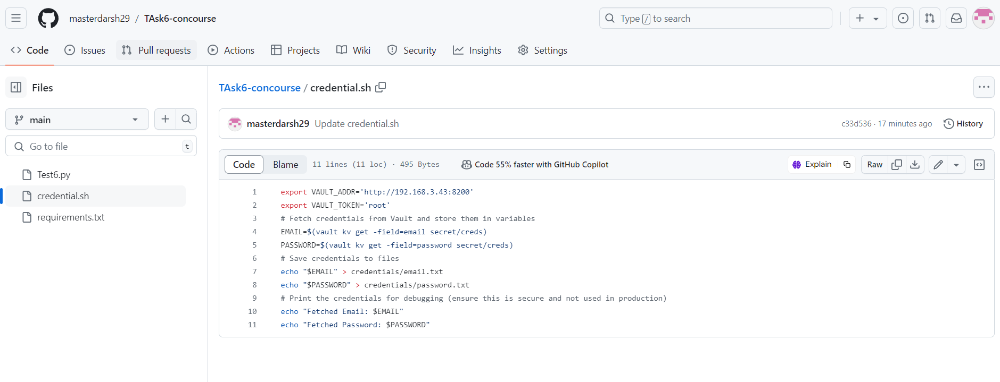 masterdarsh29 / TAsk6-concourse
Type / to search
Code Issues Pull requests Actions Projects Wiki Security Insights Settings
Files
main
Go to file t
Test6.py
credential.sh
requirements.txt
TAsk6-concourse / credential.sh
masterdarsh29 Update credential.sh c33d536 · 17 minutes ago History
Code Blame 11 lines (11 loc) · 495 Bytes Code 55% faster with GitHub Copilot Explain Raw
1 export VAULT_ADDR='http://192.168.3.43:8200'
2 export VAULT_TOKEN='root'
3 # Fetch credentials from Vault and store them in variables
4 EMAIL=$(vault kv get -field=email secret/creds)
5 PASSWORD=$(vault kv get -field=password secret/creds)
6 # Save credentials to files
7 echo "$EMAIL" > credentials/email.txt
8 echo "$PASSWORD" > credentials/password.txt
9 # Print the credentials for debugging (ensure this is secure and not used in production)
10 echo "Fetched Email: $EMAIL"
11 echo "Fetched Password: $PASSWORD"